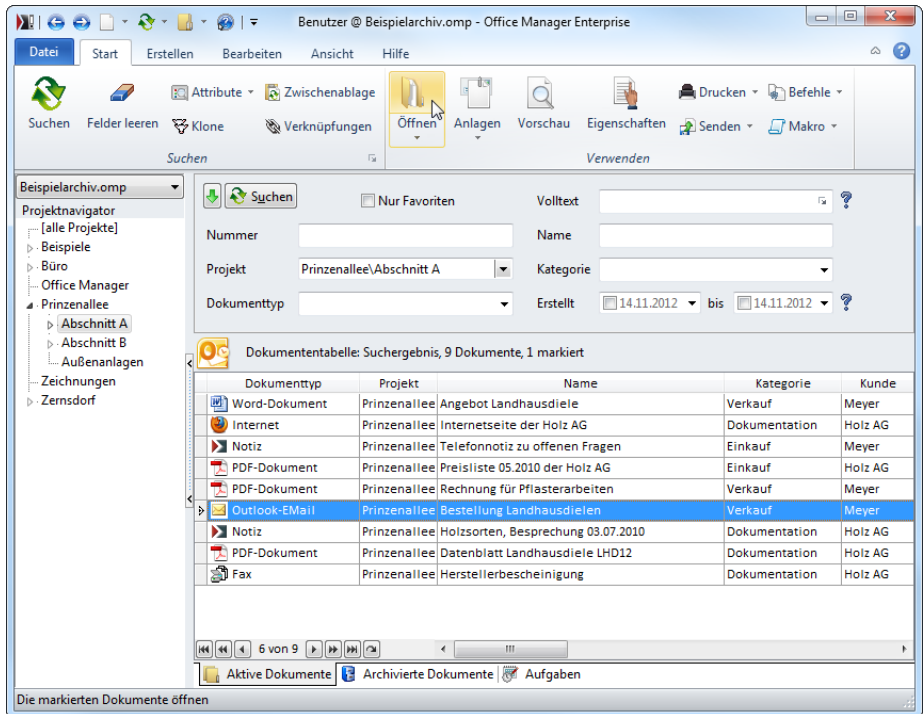 Benutzer @ Beispielarchiv.omp - Office Manager Enterprise
Datei Start Erstellen Bearbeiten Ansicht Hilfe
Attribute Zwischenablage Drucken Befehle
Suchen Felder leeren Klone Verknüpfungen Öffnen Anlagen Vorschau Eigenschaften Senden Makro
Suchen Verwenden
Beispielarchiv.omp
Projektnavigator
[alle Projekte]
Beispiele
Büro
Office Manager
Prinzenallee
Abschnitt A
Abschnitt B
Außenanlagen
Zeichnungen
Zernsdorf
Suchen Nur Favoriten Volltext
Nummer Name
Projekt Prinzenallee\Abschnitt A Kategorie
Dokumenttyp Erstellt 14.11.2012 bis 14.11.2012
Dokumententabelle: Suchergebnis, 9 Dokumente, 1 markiert
Dokumenttyp Projekt Name Kategorie Kunde
Word-Dokument Prinzenallee Angebot Landhausdiele Verkauf Meyer
Internet Prinzenallee Internetseite der Holz AG Dokumentation Holz AG
Notiz Prinzenallee Telefonnotiz zu offenen Fragen Einkauf Meyer
PDF-Dokument Prinzenallee Preisliste 05.2010 der Holz AG Einkauf Holz AG
PDF-Dokument Prinzenallee Rechnung für Pflasterarbeiten Verkauf Meyer
Outlook-EMail Prinzenallee Bestellung Landhausdielen Verkauf Meyer
Notiz Prinzenallee Holzsorten, Besprechung 03.07.2010 Dokumentation Holz AG
PDF-Dokument Prinzenallee Datenblatt Landhausdiele LHD12 Dokumentation Holz AG
Fax Prinzenallee Herstellerbescheinigung Dokumentation Holz AG
6 von 9
Aktive Dokumente Archivierte Dokumente Aufgaben
Die markierten Dokumente öffnen